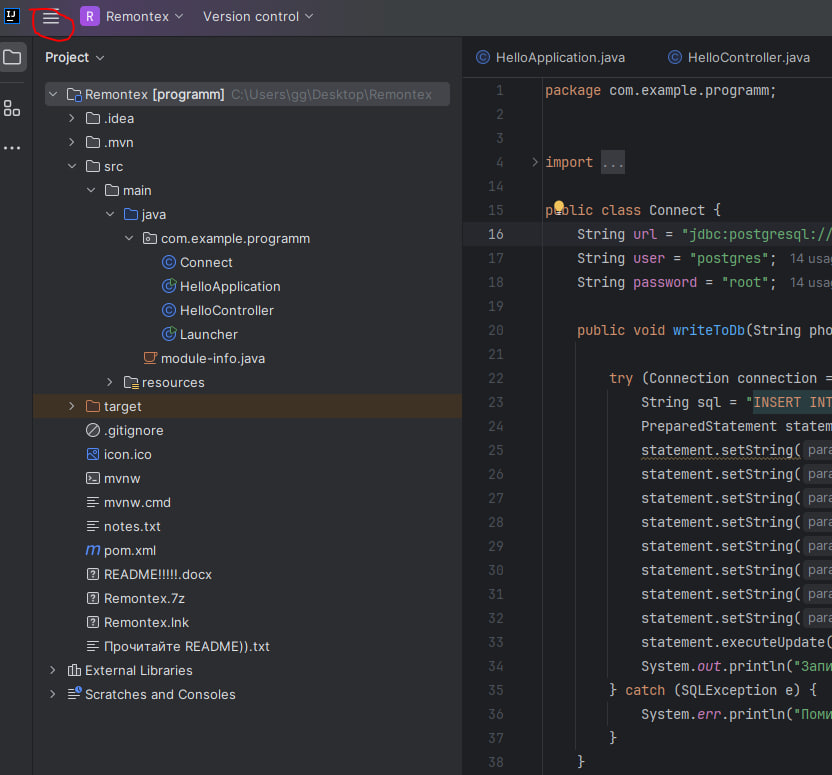 IJ
R Remontex Version control
Project
Remontex [programm] C:\Users\gg\Desktop\Remontex
.idea
.mvn
src
main
java
com.example.programm
Connect
HelloApplication
HelloController
Launcher
module-info.java
resources
target
.gitignore
icon.ico
mvnw
mvnw.cmd
notes.txt
m pom.xml
README!!!!!.docx
Remontex.7z
Remontex.lnk
Прочитайте README)).txt
External Libraries
Scratches and Consoles
HelloApplication.java HelloController.java
1 package com.example.programm;
2
3
4 import ...
14
15 public class Connect {
16 String url = "jdbc:postgresql://
17 String user = "postgres"; 14 usag
18 String password = "root"; 14 usag
19
20 public void writeToDb(String pho
21
22 try (Connection connection =
23 String sql = "INSERT INT
24 PreparedStatement statem
25 statement.setString( para
26 statement.setString( para
27 statement.setString( para
28 statement.setString( para
29 statement.setString( para
30 statement.setString( para
31 statement.setString( para
32 statement.setString( para
33 statement.executeUpdate(
34 System.out.println("Запи
35 } catch (SQLException e) {
36 System.err.println("Поми
37 }
38 }